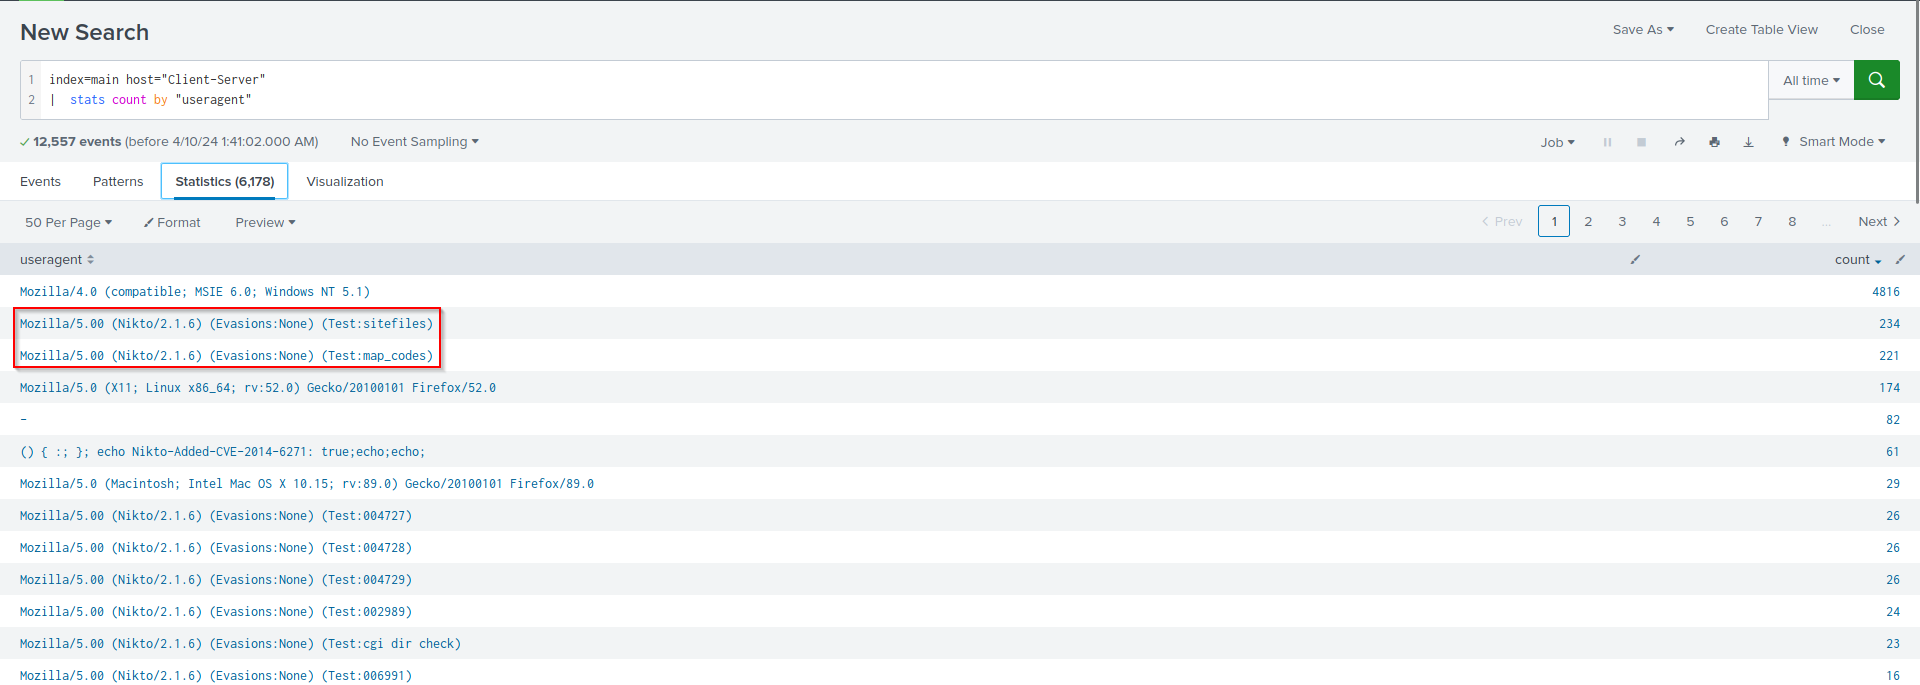 New Search
Save As
Create Table View
Close
1 index=main host="Client-Server"
2 | stats count by "useragent"
All time
12,557 events (before 4/10/24 1:41:02.000 AM)
No Event Sampling
Job
Smart Mode
Events
Patterns
Statistics (6,178)
Visualization
50 Per Page
Format
Preview
< Prev 1 2 3 4 5 6 7 8 ... Next >
useragent count
Mozilla/4.0 (compatible; MSIE 6.0; Windows NT 5.1) 4816
Mozilla/5.00 (Nikto/2.1.6) (Evasions:None) (Test:sitefiles) 234
Mozilla/5.00 (Nikto/2.1.6) (Evasions:None) (Test:map_codes) 221
Mozilla/5.0 (X11; Linux x86_64; rv:52.0) Gecko/20100101 Firefox/52.0 174
- 82
() { :; }; echo Nikto-Added-CVE-2014-6271: true;echo;echo; 61
Mozilla/5.0 (Macintosh; Intel Mac OS X 10.15; rv:89.0) Gecko/20100101 Firefox/89.0 29
Mozilla/5.00 (Nikto/2.1.6) (Evasions:None) (Test:004727) 26
Mozilla/5.00 (Nikto/2.1.6) (Evasions:None) (Test:004728) 26
Mozilla/5.00 (Nikto/2.1.6) (Evasions:None) (Test:004729) 26
Mozilla/5.00 (Nikto/2.1.6) (Evasions:None) (Test:002989) 24
Mozilla/5.00 (Nikto/2.1.6) (Evasions:None) (Test:cgi dir check) 23
Mozilla/5.00 (Nikto/2.1.6) (Evasions:None) (Test:006991) 16